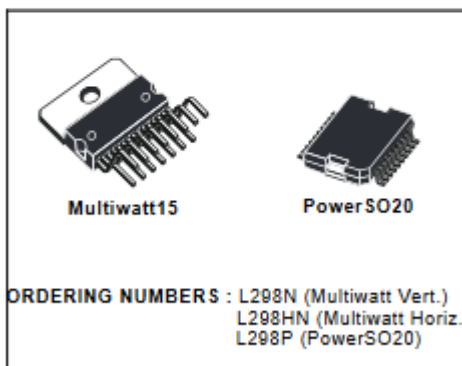 Multiwatt15
PowerSO20
ORDERING NUMBERS : L298N (Multiwatt Vert.)
L298HN (Multiwatt Horiz.
L298P (PowerSO20)